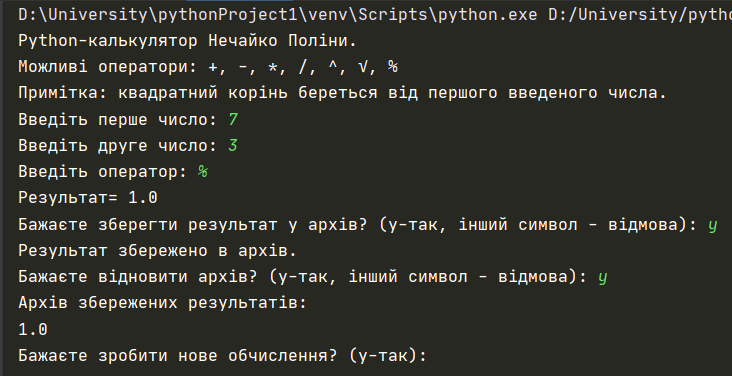 D:\University\pythonProject1\venv\Scripts\python.exe D:/University/pytho
Python-калькулятор Нечайко Поліни.
Можливі оператори: +, -, *, /, ^, √, %
Примітка: квадратний корінь береться від першого введеного числа.
Введіть перше число: 7
Введіть друге число: 3
Введіть оператор: %
Результат= 1.0
Бажаєте зберегти результат у архів? (y-так, інший символ - відмова): y
Результат збережено в архів.
Бажаєте відновити архів? (y-так, інший символ - відмова): y
Архів збережених результатів:
1.0
Бажаєте зробити нове обчислення? (y-так):